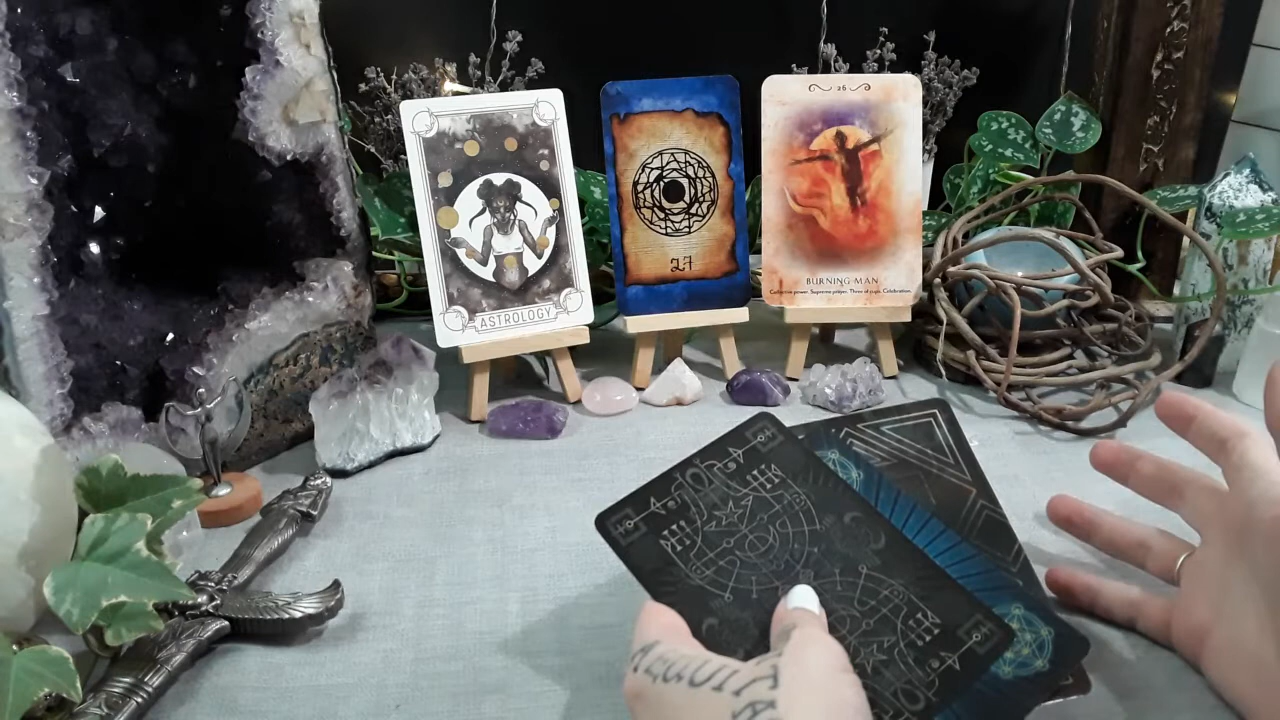 ASTROLOGY
27
26
BURNING MAN
Collective power. Supreme prayer. Three of cups. Celebration.